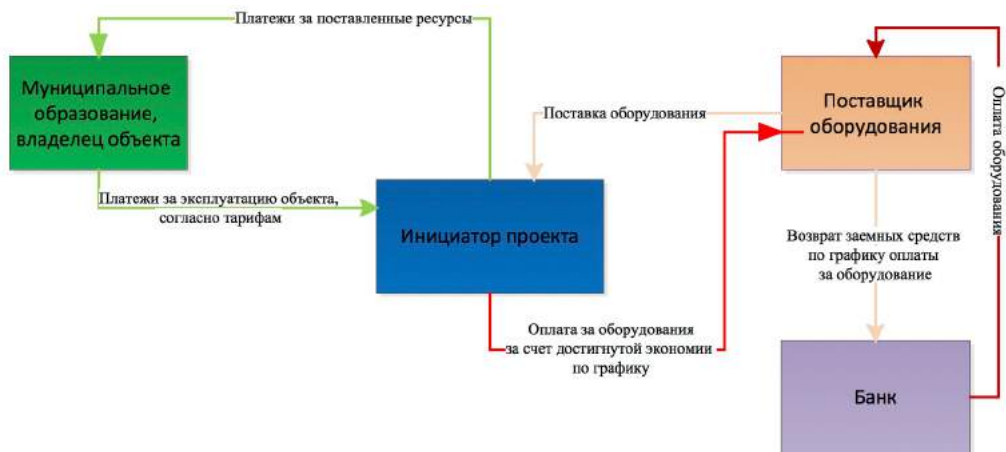 Платежи за поставленные ресурсы
Муниципальное
образование,
владелец объекта
Поставщик
оборудования
Оплата оборудования
Поставка оборудования
Платежи за эксплуатацию объекта,
согласно тарифам
Инициатор проекта
Возврат заемных средств
по графику оплаты
за оборудование
Оплата за оборудования
за счет достигнутой экономии
по графику
Банк